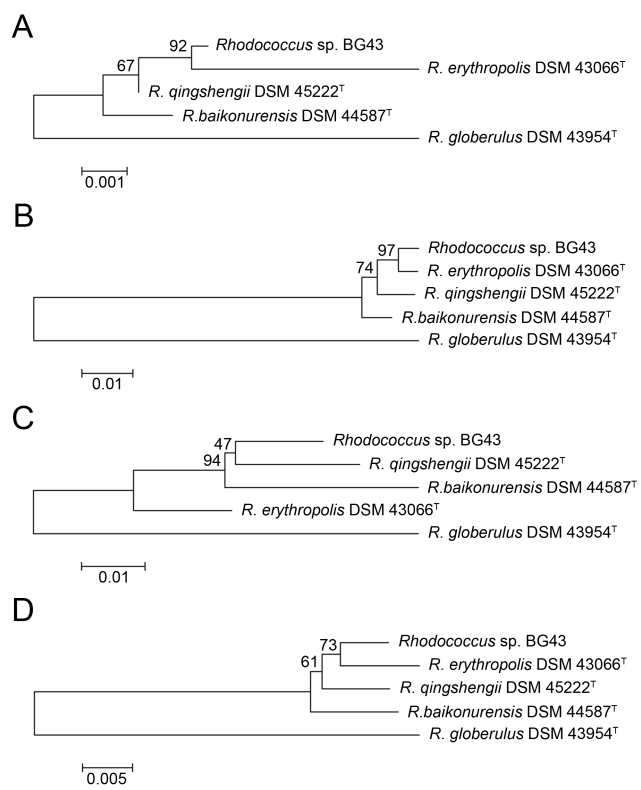 A
92 Rhodococcus sp. BG43
67 R. erythropolis DSM 43066ᵀ
R. qingshengii DSM 45222ᵀ
R.baikonurensis DSM 44587ᵀ
R. globerulus DSM 43954ᵀ
0.001
B
97 Rhodococcus sp. BG43
74 R. erythropolis DSM 43066ᵀ
R. qingshengii DSM 45222ᵀ
R.baikonurensis DSM 44587ᵀ
R. globerulus DSM 43954ᵀ
0.01
C
47 Rhodococcus sp. BG43
94 R. qingshengii DSM 45222ᵀ
R.baikonurensis DSM 44587ᵀ
R. erythropolis DSM 43066ᵀ
R. globerulus DSM 43954ᵀ
0.01
D
73 Rhodococcus sp. BG43
61 R. erythropolis DSM 43066ᵀ
R. qingshengii DSM 45222ᵀ
R.baikonurensis DSM 44587ᵀ
R. globerulus DSM 43954ᵀ
0.005